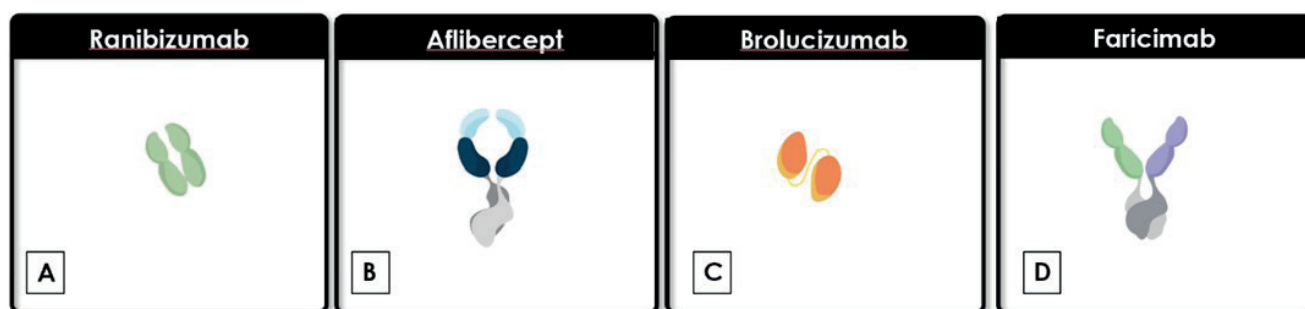 Ranibizumab
Aflibercept
Brolucizumab
Faricimab
A
B
C
D